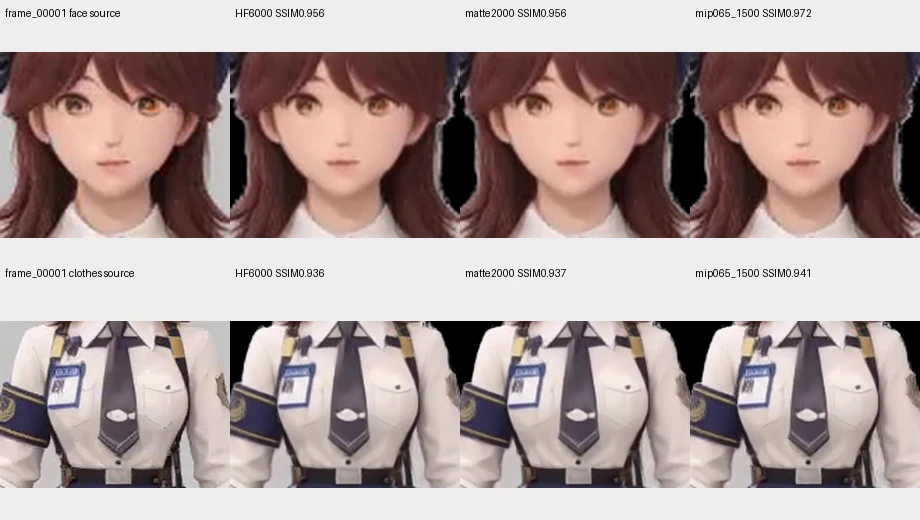 frame_00001 face source
HF6000 SSIM0.956
matte2000 SSIM0.956
mip065_1500 SSIM0.972
frame_00001 clothes source
HF6000 SSIM0.936
matte2000 SSIM0.937
mip065_1500 SSIM0.941